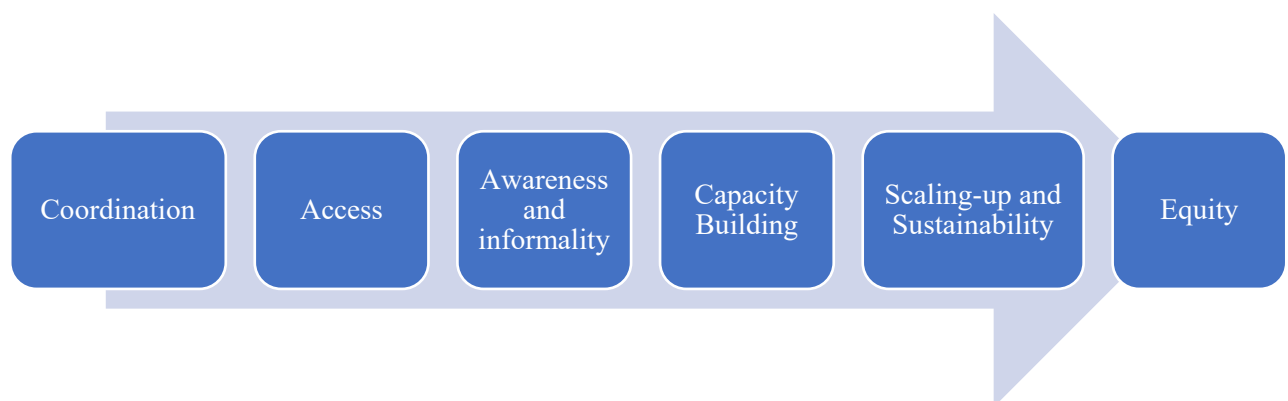 Coordination
Access
Awareness
and
informality
Capacity
Building
Scaling-up and
Sustainability
Equity